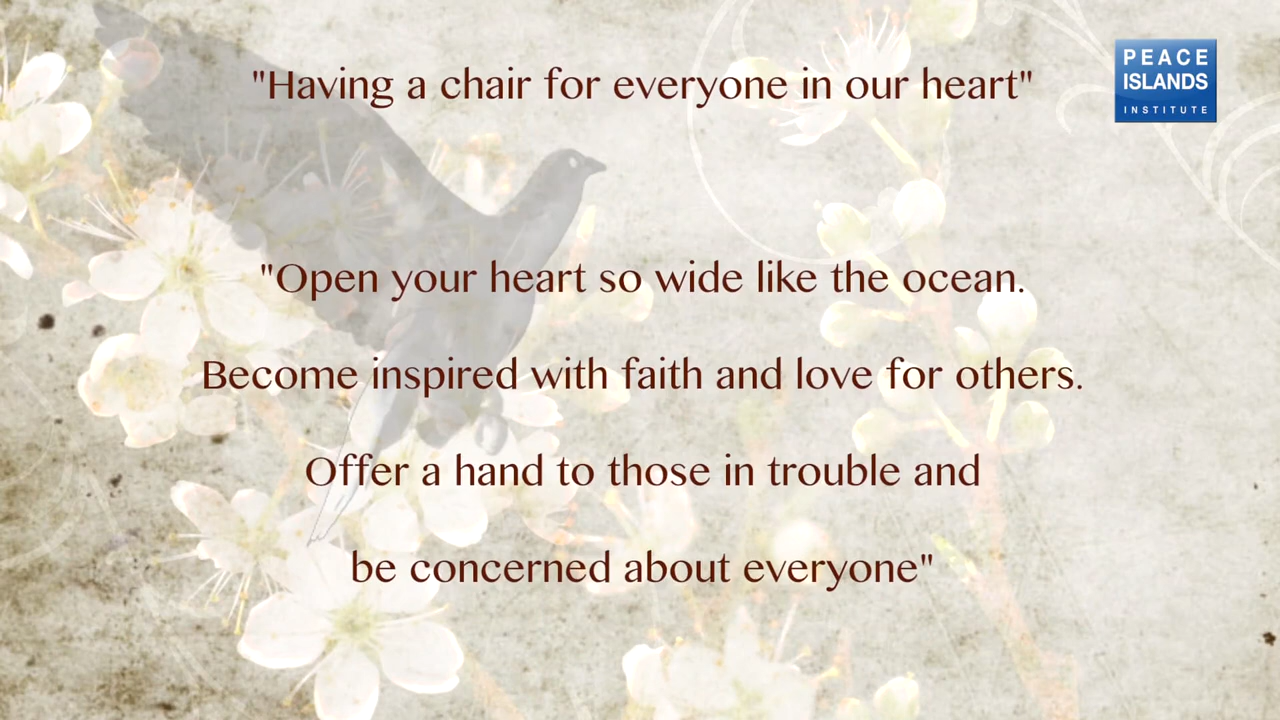 "Having a chair for everyone in our heart"
PEACE
ISLANDS
INSTITUTE
"Open your heart so wide like the ocean.
Become inspired with faith and love for others.
Offer a hand to those in trouble and
be concerned about everyone"